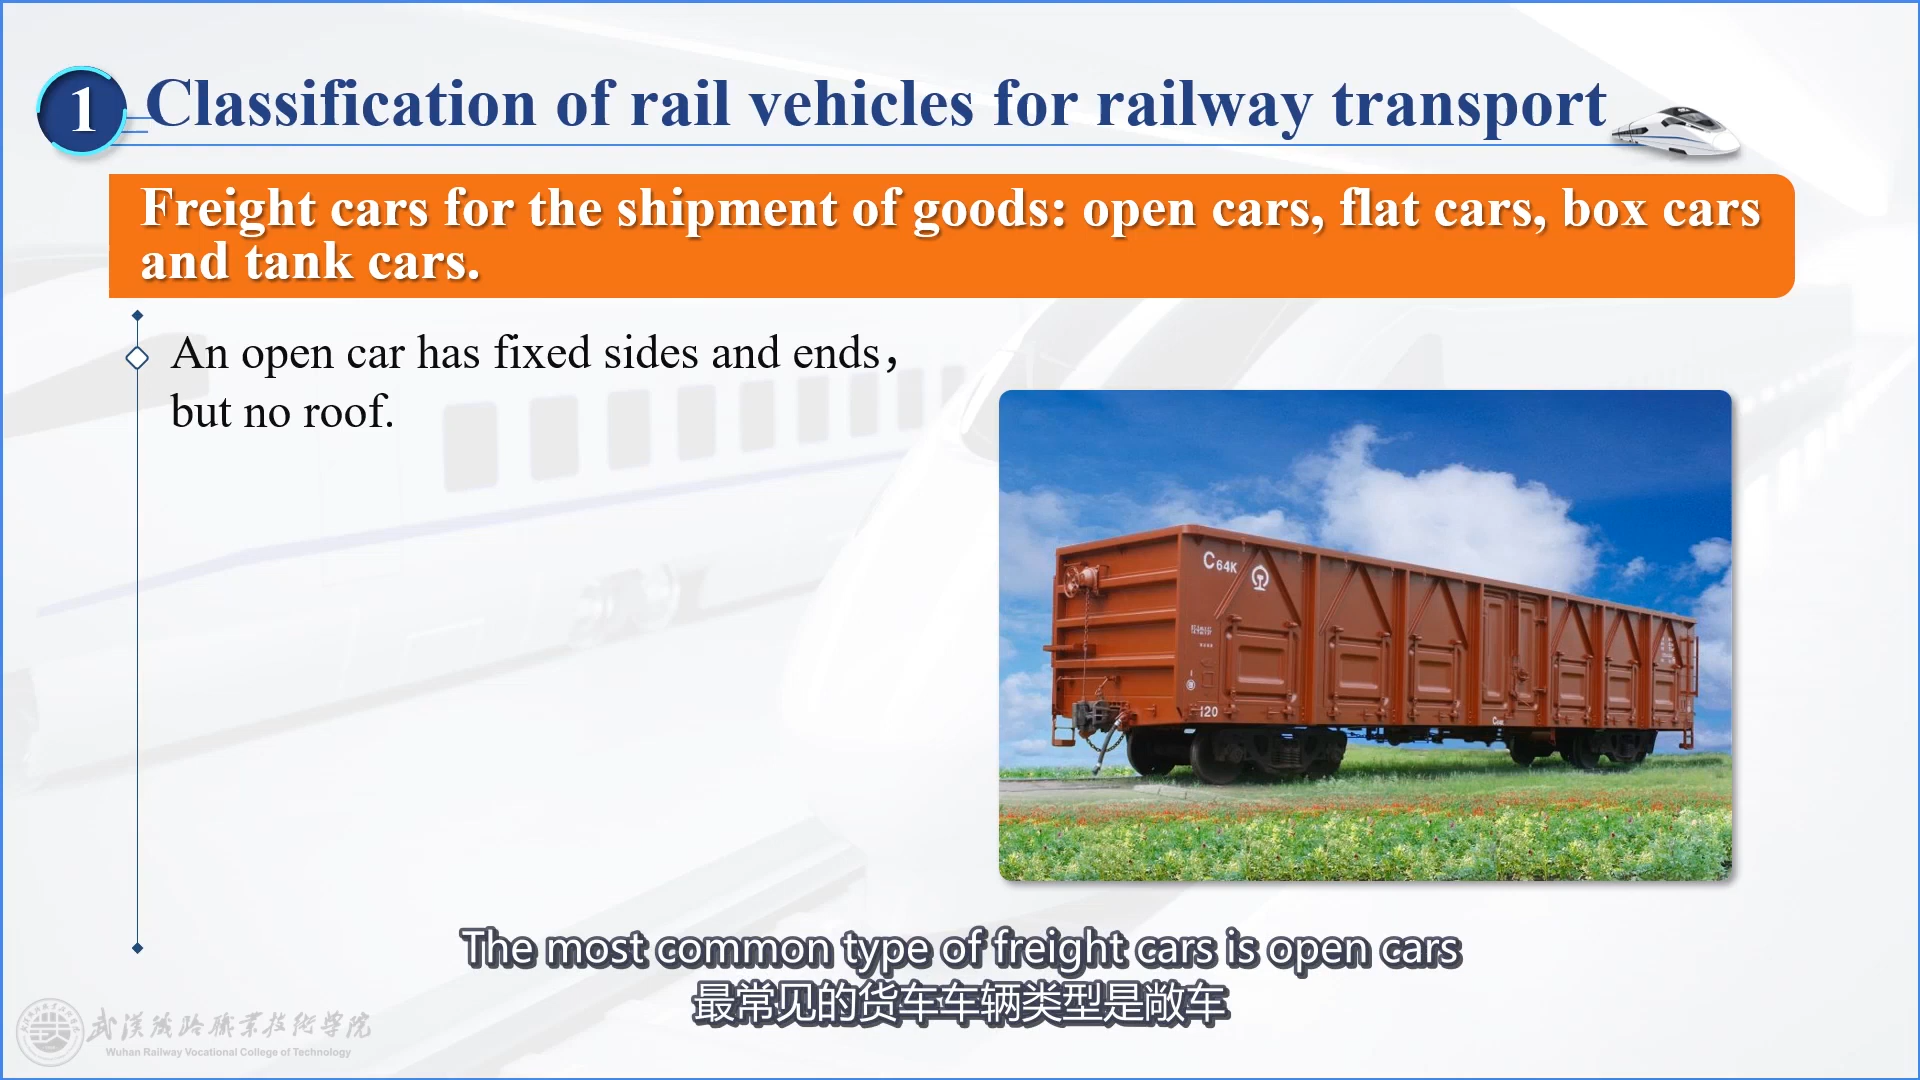 1
Classification of rail vehicles for railway transport
Freight cars for the shipment of goods: open cars, flat cars, box cars
and tank cars.
An open car has fixed sides and ends，
but no roof.
C64K
120
The most common type of freight cars is open cars
最常见的货车车辆类型是敞车
武汉铁路職業技術学院
Wuhan Railway Vocational College of Technology